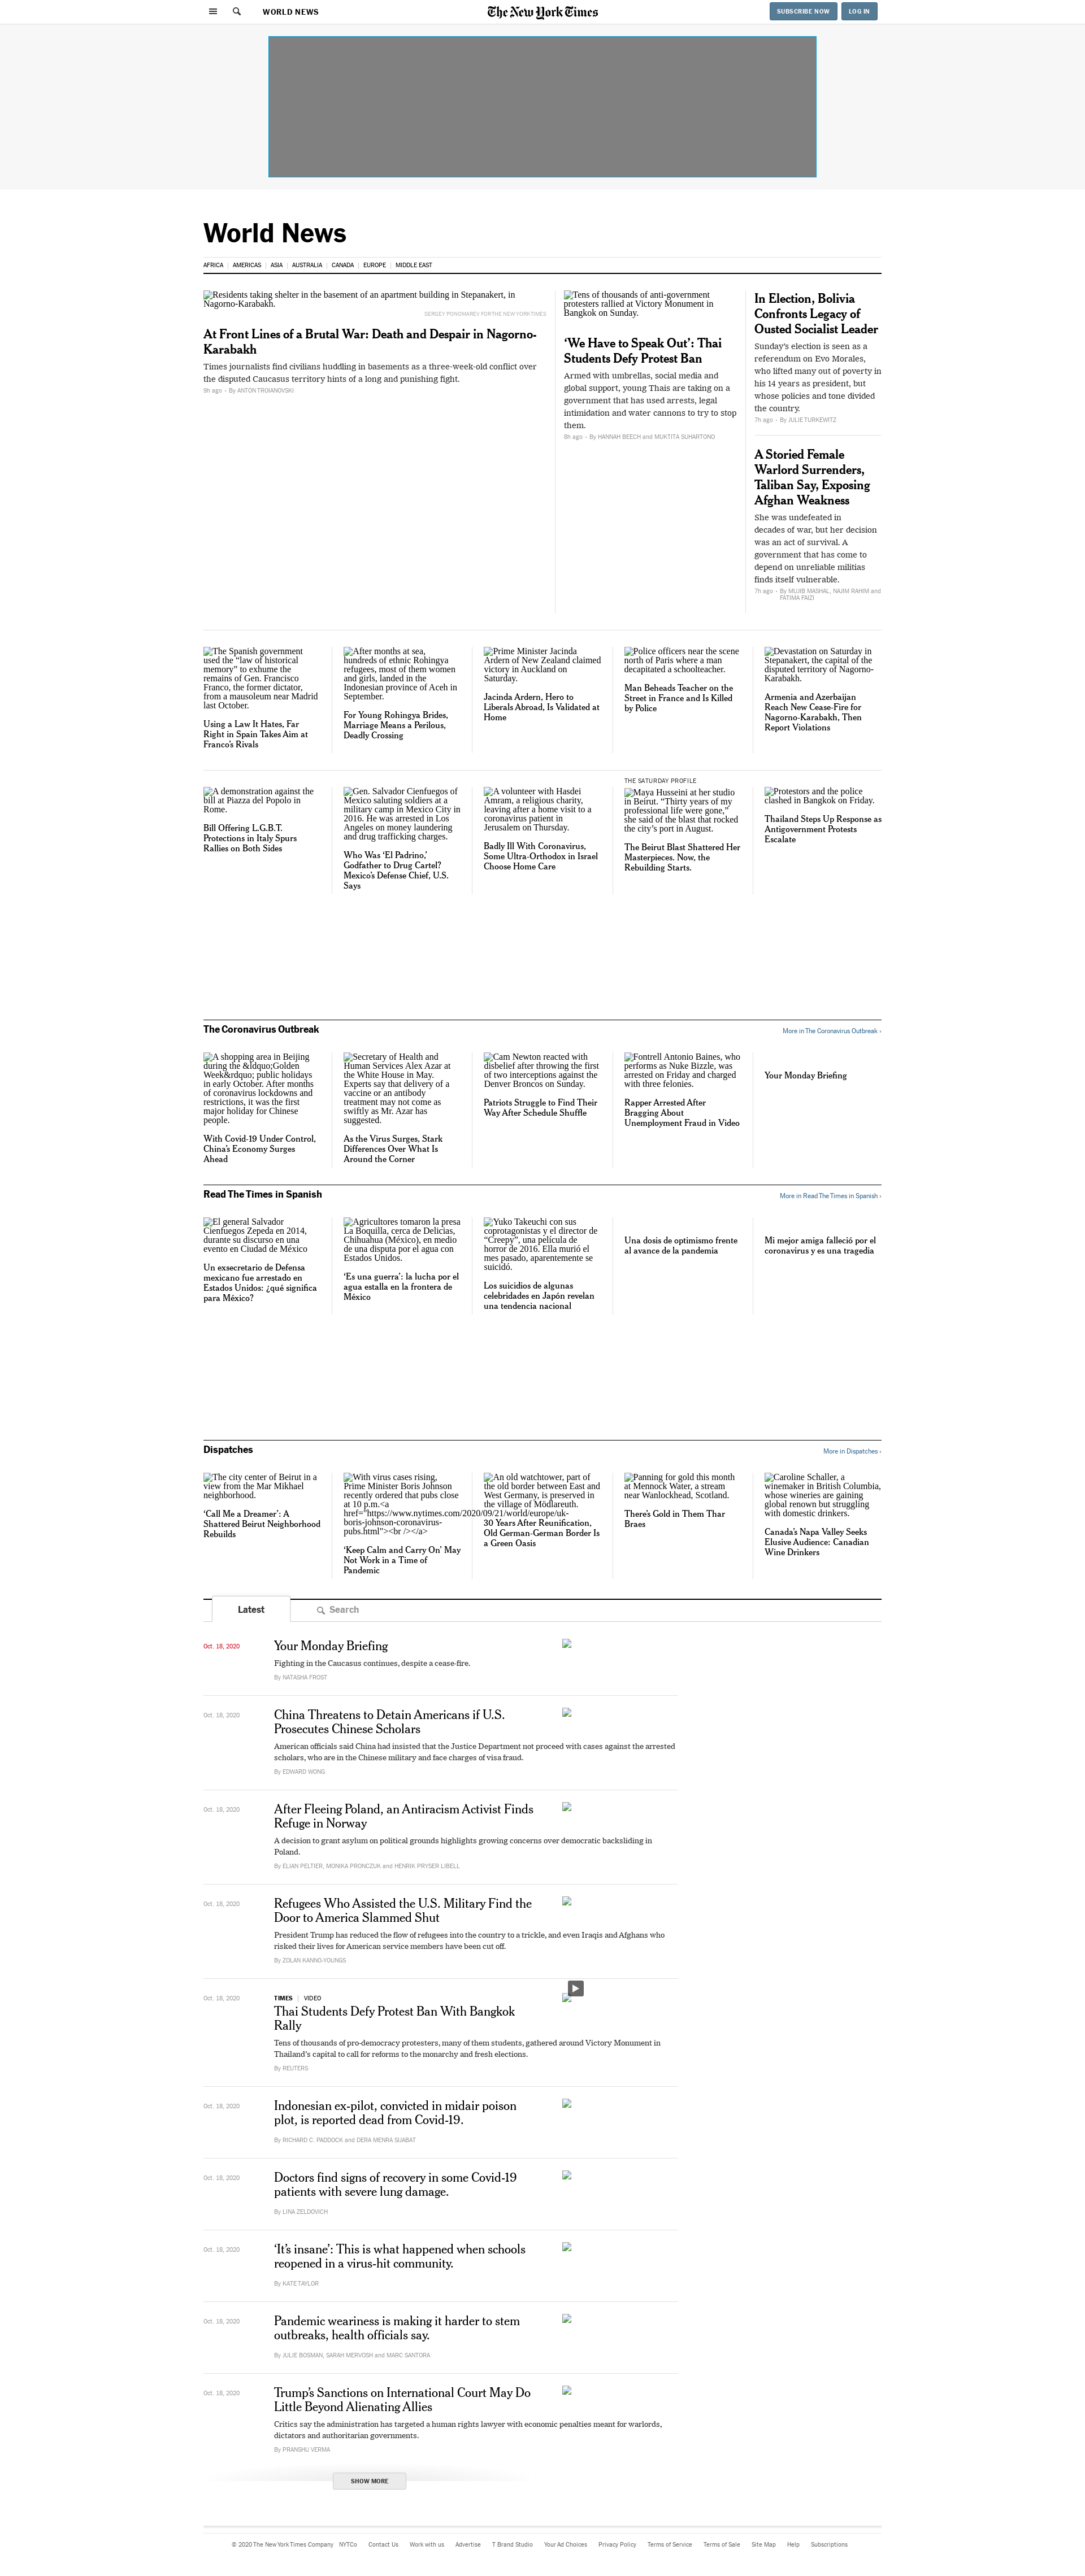 WORLD NEWS
The New York Times
SUBSCRIBE NOW
LOG IN
World News
AFRICA
AMERICAS
ASIA
AUSTRALIA
CANADA
EUROPE
MIDDLE EAST
Residents taking shelter in the basement of an apartment building in Stepanakert, in
Nagorno-Karabakh.
SERGEY PONOMAREV FOR THE NEW YORK TIMES
At Front Lines of a Brutal War: Death and Despair in Nagorno-
Karabakh
Times journalists find civilians huddling in basements as a three-week-old conflict over
the disputed Caucasus territory hints of a long and punishing fight.
9h ago - By ANTON TROIANOVSKI
Tens of thousands of anti-government
protesters rallied at Victory Monument in
Bangkok on Sunday.
‘We Have to Speak Out’: Thai
Students Defy Protest Ban
Armed with umbrellas, social media and
global support, young Thais are taking on a
government that has used arrests, legal
intimidation and water cannons to try to stop
them.
8h ago - By HANNAH BEECH and MUKTITA SUHARTONO
In Election, Bolivia
Confronts Legacy of
Ousted Socialist Leader
Sunday’s election is seen as a
referendum on Evo Morales,
who lifted many out of poverty in
his 14 years as president, but
whose policies and tone divided
the country.
7h ago - By JULIE TURKEWITZ
A Storied Female
Warlord Surrenders,
Taliban Say, Exposing
Afghan Weakness
She was undefeated in
decades of war, but her decision
was an act of survival. A
government that has come to
depend on unreliable militias
finds itself vulnerable.
7h ago - By MUJIB MASHAL, NAJIM RAHIM and
FATIMA FAIZI
The Spanish government
used the “law of historical
memory” to exhume the
remains of Gen. Francisco
Franco, the former dictator,
from a mausoleum near Madrid
last October.
Using a Law It Hates, Far
Right in Spain Takes Aim at
Franco’s Rivals
After months at sea,
hundreds of ethnic Rohingya
refugees, most of them women
and girls, landed in the
Indonesian province of Aceh in
September.
For Young Rohingya Brides,
Marriage Means a Perilous,
Deadly Crossing
Prime Minister Jacinda
Ardern of New Zealand claimed
victory in Auckland on
Saturday.
Jacinda Ardern, Hero to
Liberals Abroad, Is Validated at
Home
Police officers near the scene
north of Paris where a man
decapitated a schoolteacher.
Man Beheads Teacher on the
Street in France and Is Killed
by Police
Devastation on Saturday in
Stepanakert, the capital of the
disputed territory of Nagorno-
Karabakh.
Armenia and Azerbaijan
Reach New Cease-Fire for
Nagorno-Karabakh, Then
Report Violations
A demonstration against the
bill at Piazza del Popolo in
Rome.
Bill Offering L.G.B.T.
Protections in Italy Spurs
Rallies on Both Sides
Gen. Salvador Cienfuegos of
Mexico saluting soldiers at a
military camp in Mexico City in
2016. He was arrested in Los
Angeles on money laundering
and drug trafficking charges.
Who Was ‘El Padrino,’
Godfather to Drug Cartel?
Mexico’s Defense Chief, U.S.
Says
A volunteer with Hasdei
Amram, a religious charity,
leaving after a home visit to a
coronavirus patient in
Jerusalem on Thursday.
Badly Ill With Coronavirus,
Some Ultra-Orthodox in Israel
Choose Home Care
THE SATURDAY PROFILE
Maya Husseini at her studio
in Beirut. “Thirty years of my
professional life were gone,”
she said of the blast that rocked
the city’s port in August.
The Beirut Blast Shattered Her
Masterpieces. Now, the
Rebuilding Starts.
Protestors and the police
clashed in Bangkok on Friday.
Thailand Steps Up Response as
Antigovernment Protests
Escalate
The Coronavirus Outbreak
More in The Coronavirus Outbreak ›
A shopping area in Beijing
during the &ldquo;Golden
Week&rdquo; public holidays
in early October. After months
of coronavirus lockdowns and
restrictions, it was the first
major holiday for Chinese
people.
With Covid-19 Under Control,
China’s Economy Surges
Ahead
Secretary of Health and
Human Services Alex Azar at
the White House in May.
Experts say that delivery of a
vaccine or an antibody
treatment may not come as
swiftly as Mr. Azar has
suggested.
As the Virus Surges, Stark
Differences Over What Is
Around the Corner
Cam Newton reacted with
disbelief after throwing the first
of two interceptions against the
Denver Broncos on Sunday.
Patriots Struggle to Find Their
Way After Schedule Shuffle
Fontrell Antonio Baines, who
performs as Nuke Bizzle, was
arrested on Friday and charged
with three felonies.
Rapper Arrested After
Bragging About
Unemployment Fraud in Video
Your Monday Briefing
Read The Times in Spanish
More in Read The Times in Spanish ›
El general Salvador
Cienfuegos Zepeda en 2014,
durante su discurso en una
evento en Ciudad de México
Un exsecretario de Defensa
mexicano fue arrestado en
Estados Unidos: ¿qué significa
para México?
Agricultores tomaron la presa
La Boquilla, cerca de Delicias,
Chihuahua (México), en medio
de una disputa por el agua con
Estados Unidos.
‘Es una guerra’: la lucha por el
agua estalla en la frontera de
México
Yuko Takeuchi con sus
coprotagonistas y el director de
“Creepy”, una película de
horror de 2016. Ella murió el
mes pasado, aparentemente se
suicidó.
Los suicidios de algunas
celebridades en Japón revelan
una tendencia nacional
Una dosis de optimismo frente
al avance de la pandemia
Mi mejor amiga falleció por el
coronavirus y es una tragedia
Dispatches
More in Dispatches ›
The city center of Beirut in a
view from the Mar Mikhael
neighborhood.
‘Call Me a Dreamer’: A
Shattered Beirut Neighborhood
Rebuilds
With virus cases rising,
Prime Minister Boris Johnson
recently ordered that pubs close
at 10 p.m.<a
href="https://www.nytimes.com/2020/09/21/world/europe/uk-
boris-johnson-coronavirus-
pubs.html"><br /></a>
‘Keep Calm and Carry On’ May
Not Work in a Time of
Pandemic
An old watchtower, part of
the old border between East and
West Germany, is preserved in
the village of Mödlareuth.
30 Years After Reunification,
Old German-German Border Is
a Green Oasis
Panning for gold this month
at Mennock Water, a stream
near Wanlockhead, Scotland.
There’s Gold in Them Thar
Braes
Caroline Schaller, a
winemaker in British Columbia,
whose wineries are gaining
global renown but struggling
with domestic drinkers.
Canada’s Napa Valley Seeks
Elusive Audience: Canadian
Wine Drinkers
Latest
Search
Oct. 18, 2020
Your Monday Briefing
Fighting in the Caucasus continues, despite a cease-fire.
By NATASHA FROST
Oct. 18, 2020
China Threatens to Detain Americans if U.S.
Prosecutes Chinese Scholars
American officials said China had insisted that the Justice Department not proceed with cases against the arrested
scholars, who are in the Chinese military and face charges of visa fraud.
By EDWARD WONG
Oct. 18, 2020
After Fleeing Poland, an Antiracism Activist Finds
Refuge in Norway
A decision to grant asylum on political grounds highlights growing concerns over democratic backsliding in
Poland.
By ELIAN PELTIER, MONIKA PRONCZUK and HENRIK PRYSER LIBELL
Oct. 18, 2020
Refugees Who Assisted the U.S. Military Find the
Door to America Slammed Shut
President Trump has reduced the flow of refugees into the country to a trickle, and even Iraqis and Afghans who
risked their lives for American service members have been cut off.
By ZOLAN KANNO-YOUNGS
Oct. 18, 2020
TIMES | VIDEO
Thai Students Defy Protest Ban With Bangkok
Rally
Tens of thousands of pro-democracy protesters, many of them students, gathered around Victory Monument in
Thailand’s capital to call for reforms to the monarchy and fresh elections.
By REUTERS
Oct. 18, 2020
Indonesian ex-pilot, convicted in midair poison
plot, is reported dead from Covid-19.
By RICHARD C. PADDOCK and DERA MENRA SIJABAT
Oct. 18, 2020
Doctors find signs of recovery in some Covid-19
patients with severe lung damage.
By LINA ZELDOVICH
Oct. 18, 2020
‘It’s insane’: This is what happened when schools
reopened in a virus-hit community.
By KATE TAYLOR
Oct. 18, 2020
Pandemic weariness is making it harder to stem
outbreaks, health officials say.
By JULIE BOSMAN, SARAH MERVOSH and MARC SANTORA
Oct. 18, 2020
Trump’s Sanctions on International Court May Do
Little Beyond Alienating Allies
Critics say the administration has targeted a human rights lawyer with economic penalties meant for warlords,
dictators and authoritarian governments.
By PRANSHU VERMA
SHOW MORE
© 2020 The New York Times Company
NYTCo
Contact Us
Work with us
Advertise
T Brand Studio
Your Ad Choices
Privacy Policy
Terms of Service
Terms of Sale
Site Map
Help
Subscriptions